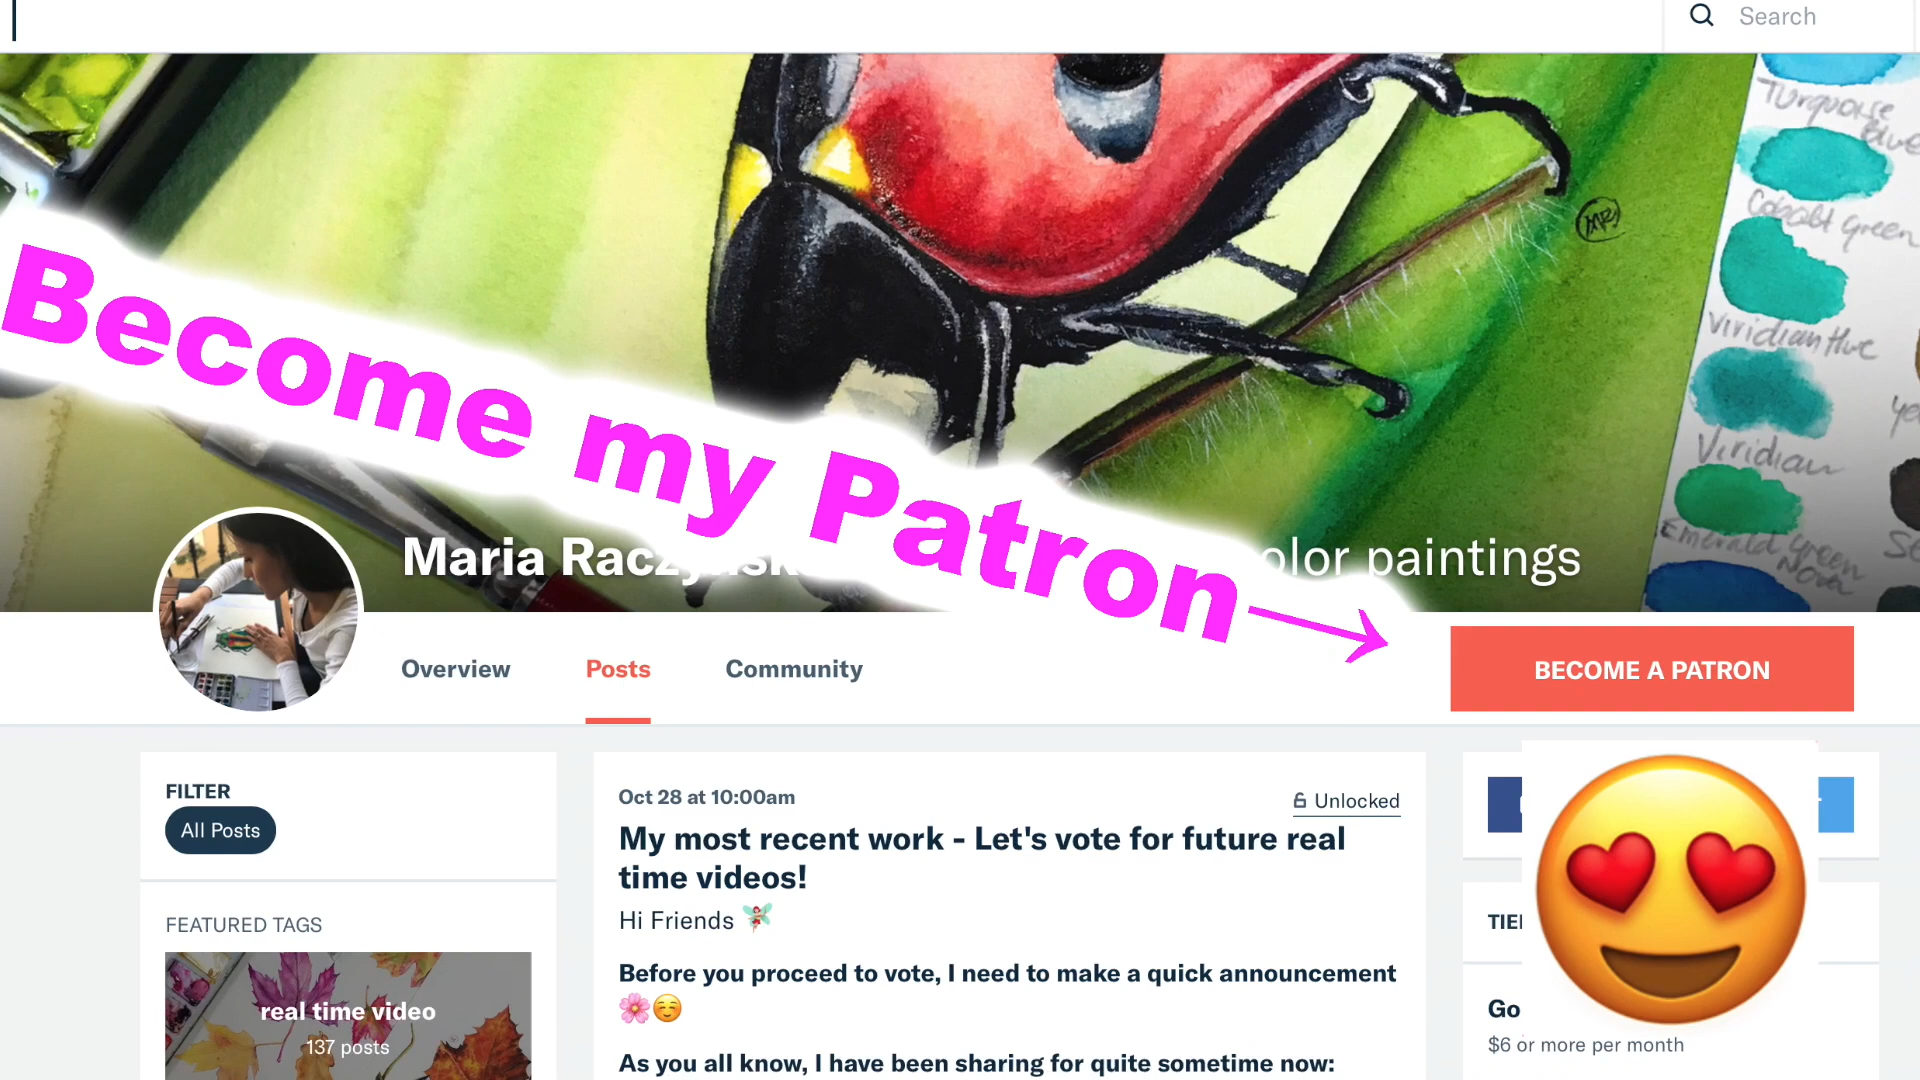 Search
Turquoise
Blue
Cobalt Green
Viridian Hue
Viridian
Emerald Green
Nova
MR
Become my Patron
Maria Raczynsk
olor paintings
Overview
Posts
Community
BECOME A PATRON
FILTER
All Posts
FEATURED TAGS
real time video
137 posts
Oct 28 at 10:00am
Unlocked
My most recent work - Let's vote for future real
time videos!
Hi Friends
Before you proceed to vote, I need to make a quick announcement
As you all know, I have been sharing for quite sometime now:
TIE
Go
$6 or more per month